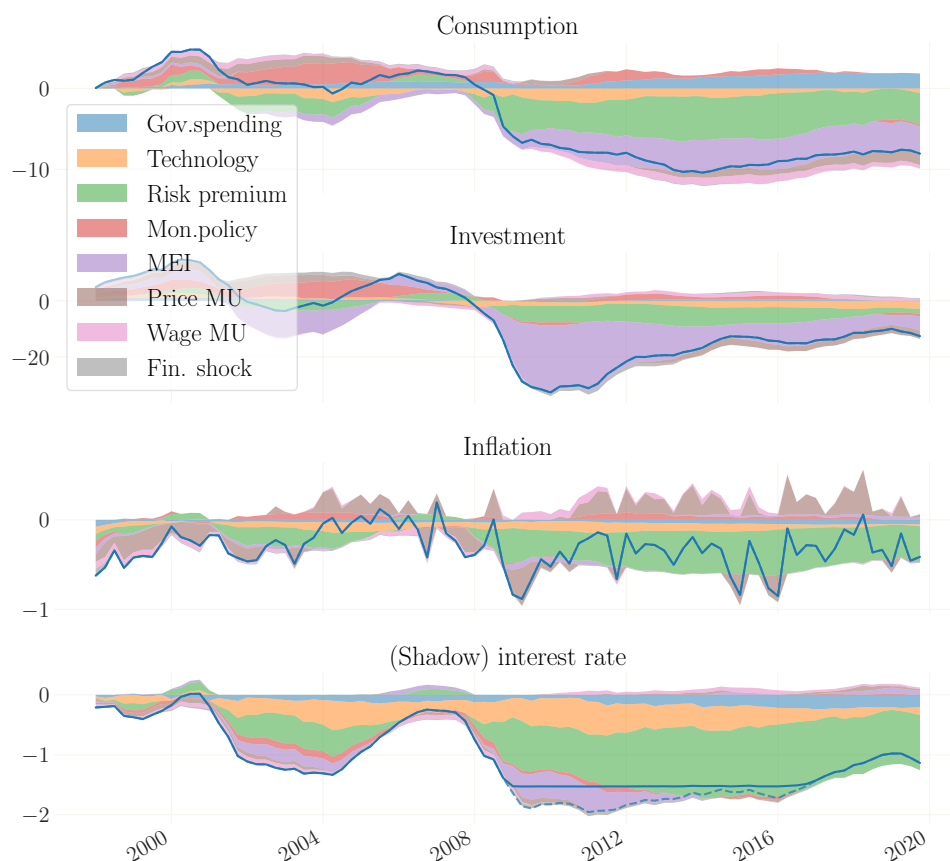 Consumption
0
−10
Gov.spending
Technology
Risk premium
Mon.policy
MEI
Price MU
Wage MU
Fin. shock
Investment
0
−20
Inflation
0
−1
(Shadow) interest rate
0
−1
−2
2000
2004
2008
2012
2016
2020